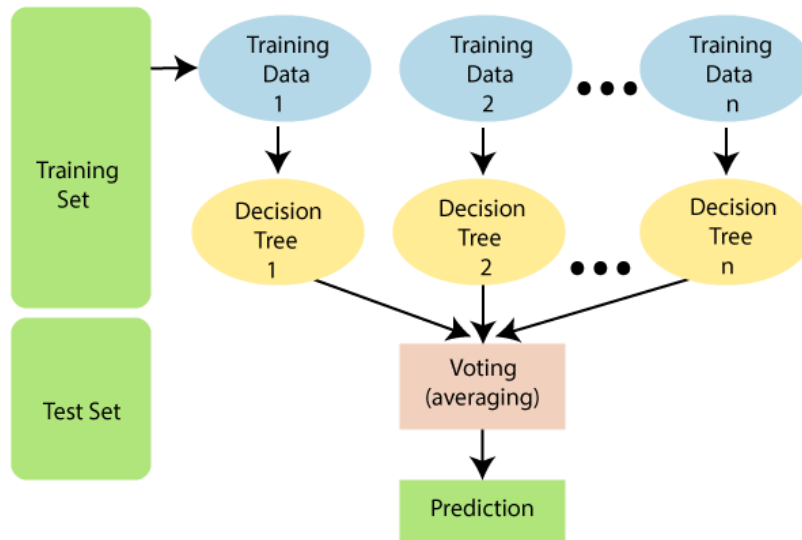 Training
Data
1
Training
Data
2
Training
Data
n
Training
Set
Decision
Tree
1
Decision
Tree
2
Decision
Tree
n
Test Set
Voting
(averaging)
Prediction